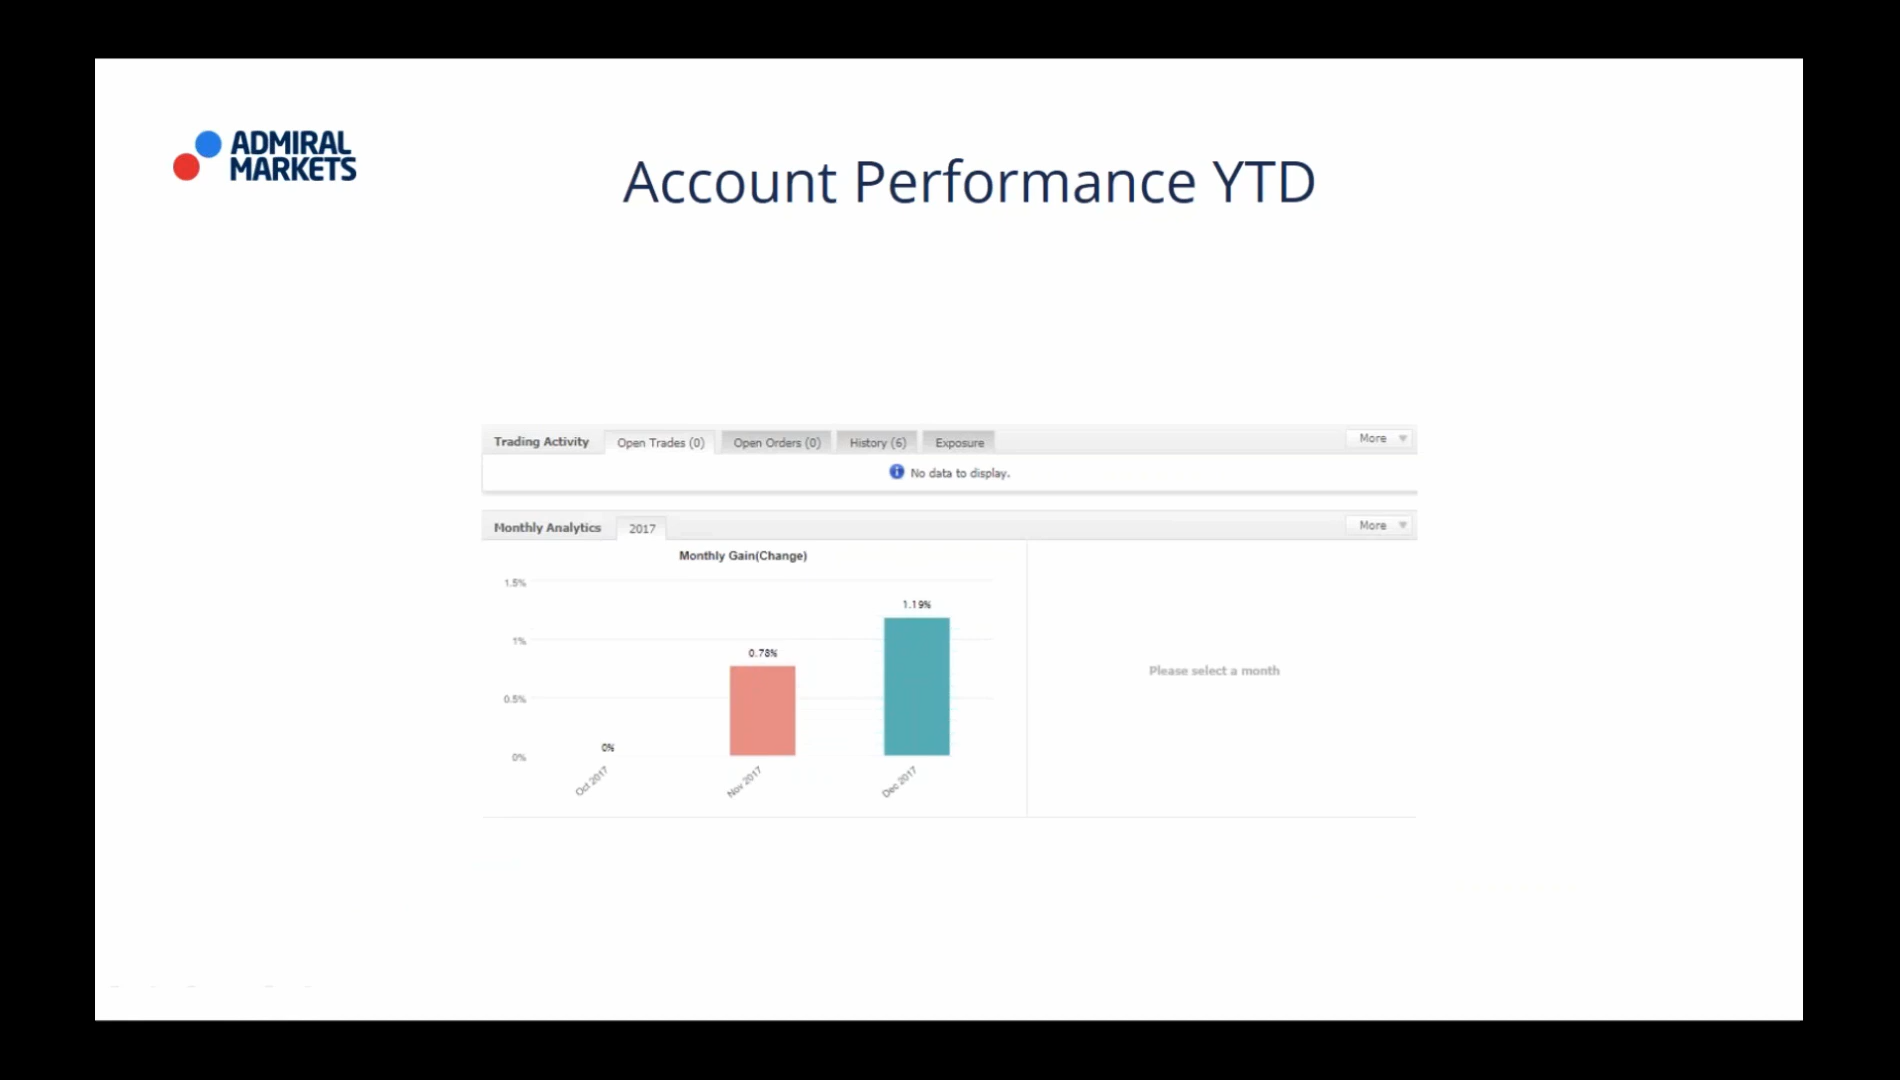 ADMIRAL
MARKETS
Account Performance YTD
Trading Activity Open Trades (0) Open Orders (0) History (6) Exposure More
No data to display.
Monthly Analytics 2017 More
Monthly Gain(Change)
1.5%
1%
0.5%
0%
0%
0.78%
1.19%
Oct 2017
Nov 2017
Dec 2017
Please select a month